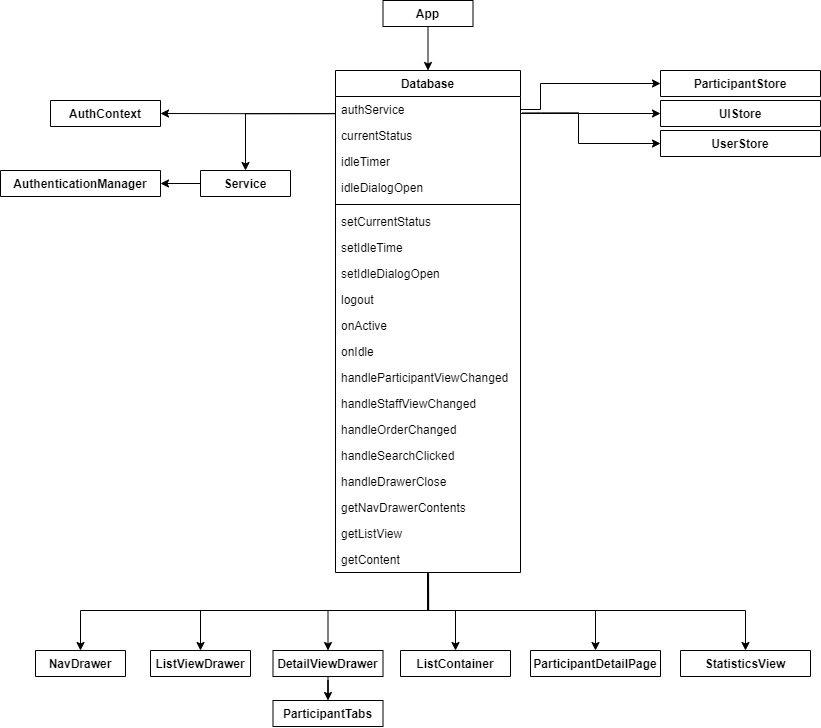 App
Database
authService
currentStatus
idleTimer
idleDialogOpen
setCurrentStatus
setIdleTime
setIdleDialogOpen
logout
onActive
onIdle
handleParticipantViewChanged
handleStaffViewChanged
handleOrderChanged
handleSearchClicked
handleDrawerClose
getNavDrawerContents
getListView
getContent
AuthContext
AuthenticationManager
Service
ParticipantStore
UIStore
UserStore
NavDrawer
ListViewDrawer
DetailViewDrawer
ListContainer
ParticipantDetailPage
StatisticsView
ParticipantTabs